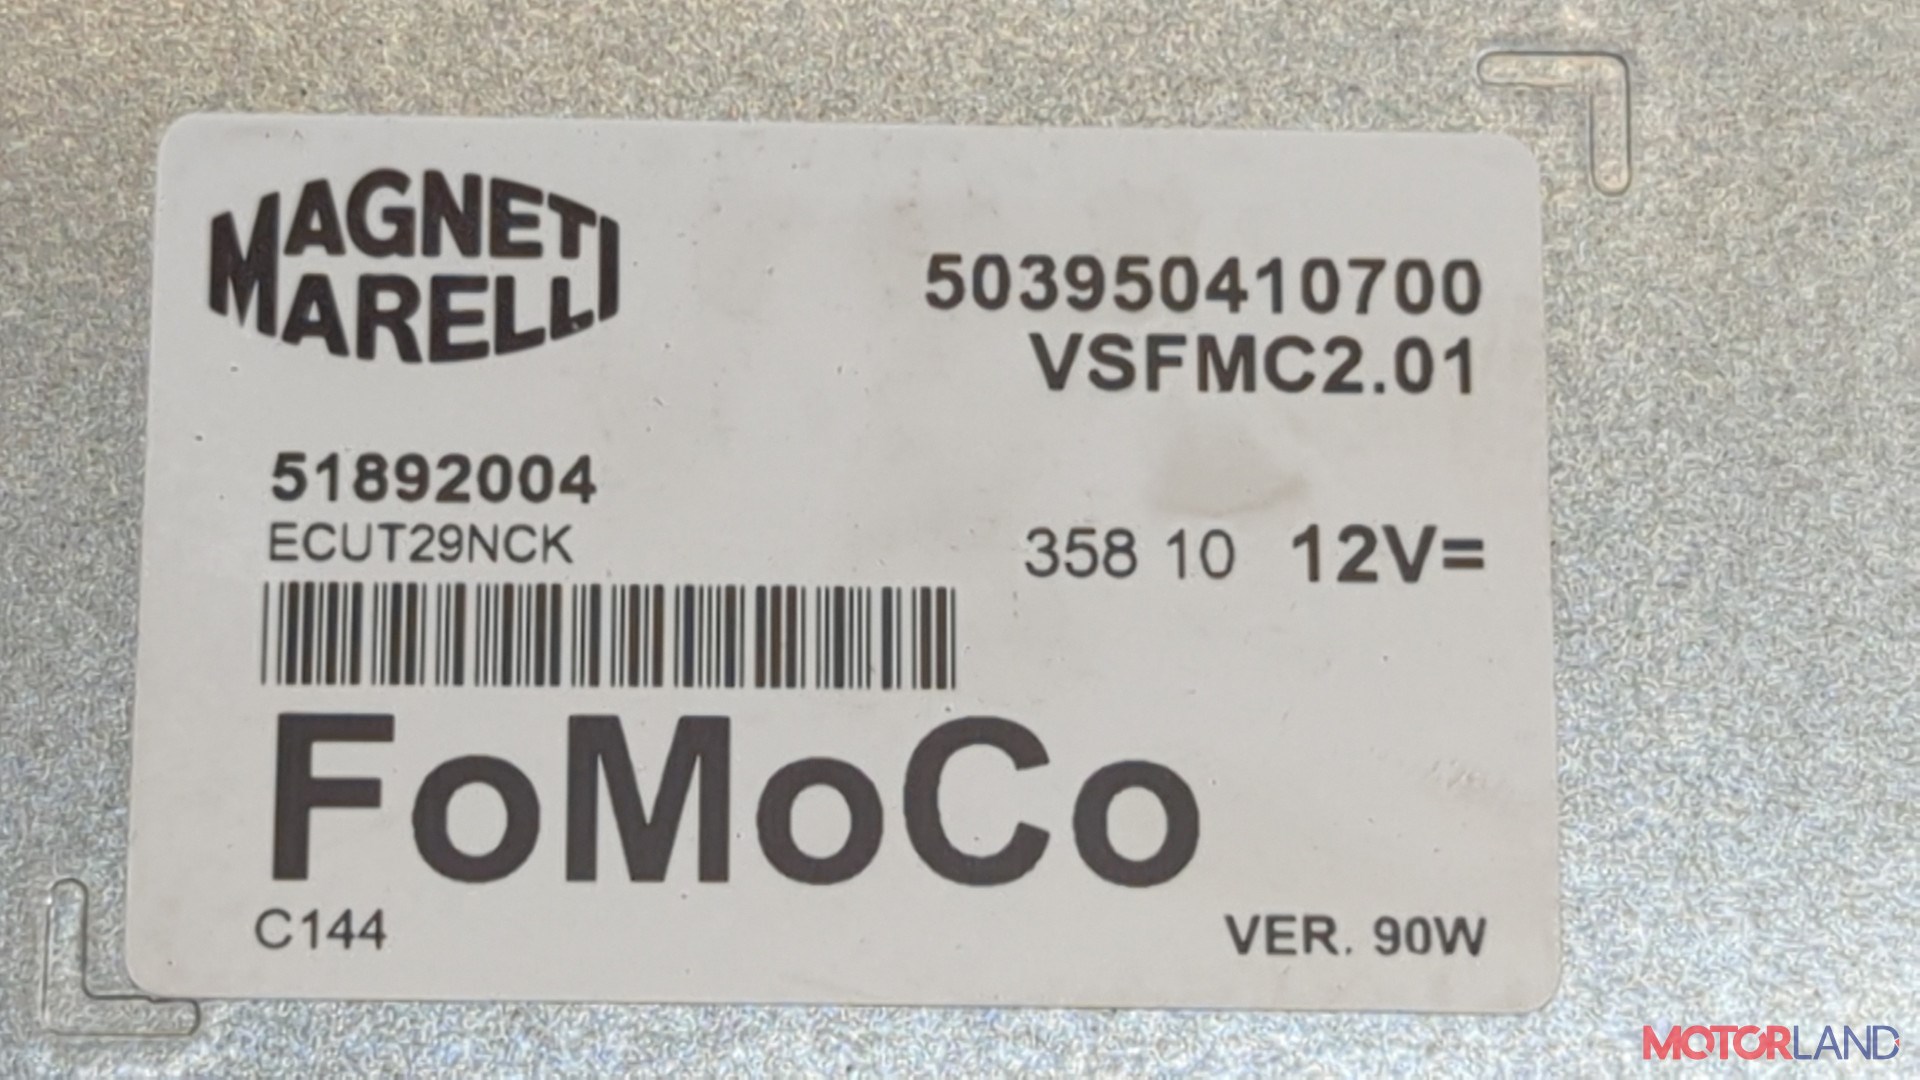 MAGNETI
MARELLI
503950410700
VSFMC2.01
51892004
ECUT29NCK
358 10 12V=
FoMoCo
C144
VER. 90W
MOTORLAND